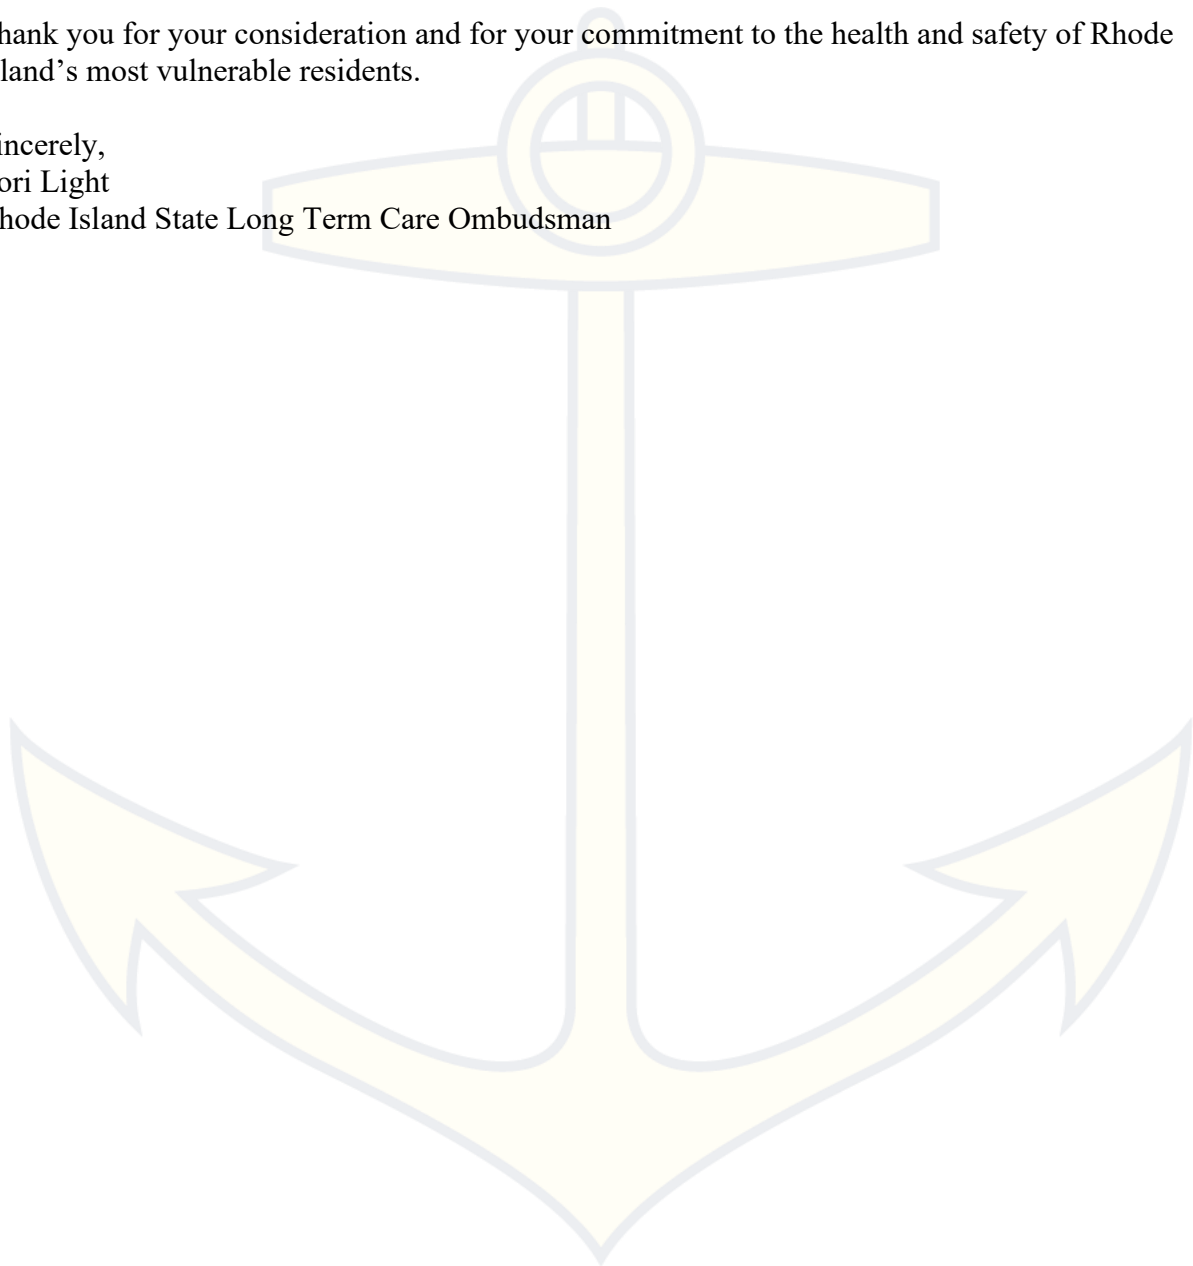 hank you for your consideration and for your commitment to the health and safety of Rhode
land’s most vulnerable residents.
incerely,
ori Light
hode Island State Long Term Care Ombudsman